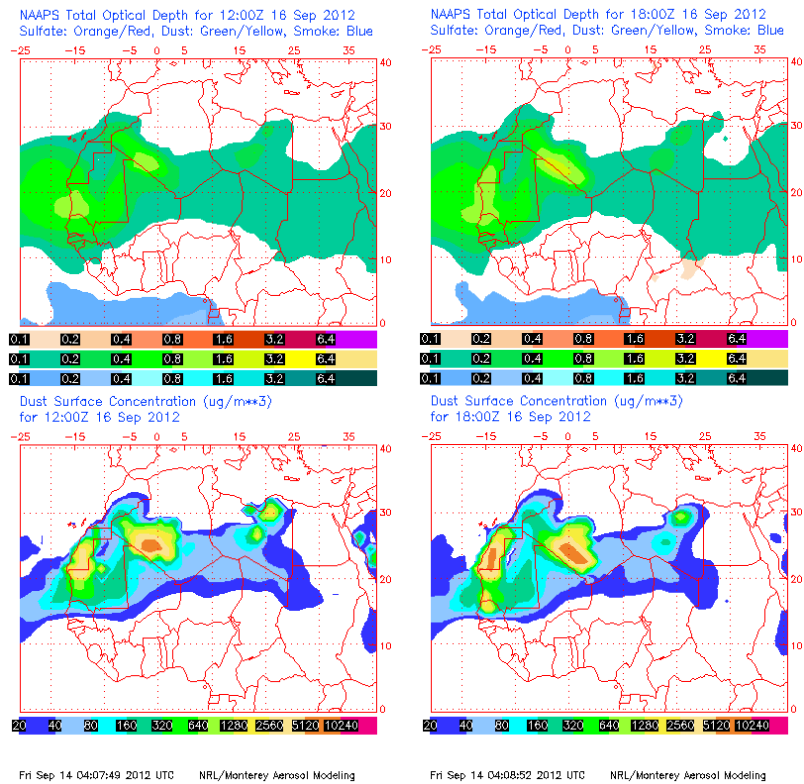 NAAPS Total Optical Depth for 12:00Z 16 Sep 2012
Sulfate: Orange/Red, Dust: Green/Yellow, Smoke: Blue
-25 -15 -5 0 5 15 25 35
40
30
20
10
0
0.1 0.2 0.4 0.8 1.6 3.2 6.4
0.1 0.2 0.4 0.8 1.6 3.2 6.4
0.1 0.2 0.4 0.8 1.6 3.2 6.4
NAAPS Total Optical Depth for 18:00Z 16 Sep 2012
Sulfate: Orange/Red, Dust: Green/Yellow, Smoke: Blue
-25 -15 -5 0 5 15 25 35
40
30
20
10
0
0.1 0.2 0.4 0.8 1.6 3.2 6.4
0.1 0.2 0.4 0.8 1.6 3.2 6.4
0.1 0.2 0.4 0.8 1.6 3.2 6.4
Dust Surface Concentration (ug/m**3)
for 12:00Z 16 Sep 2012
-25 -15 -5 0 5 15 25 35
40
30
20
10
0
20 40 80 160 320 640 1280 2560 5120 10240
Fri Sep 14 04:07:49 2012 UTC NRL/Monterey Aerosol Modeling
Dust Surface Concentration (ug/m**3)
for 18:00Z 16 Sep 2012
-25 -15 -5 0 5 15 25 35
40
30
20
10
0
20 40 80 160 320 640 1280 2560 5120 10240
Fri Sep 14 04:08:52 2012 UTC NRL/Monterey Aerosol Modeling